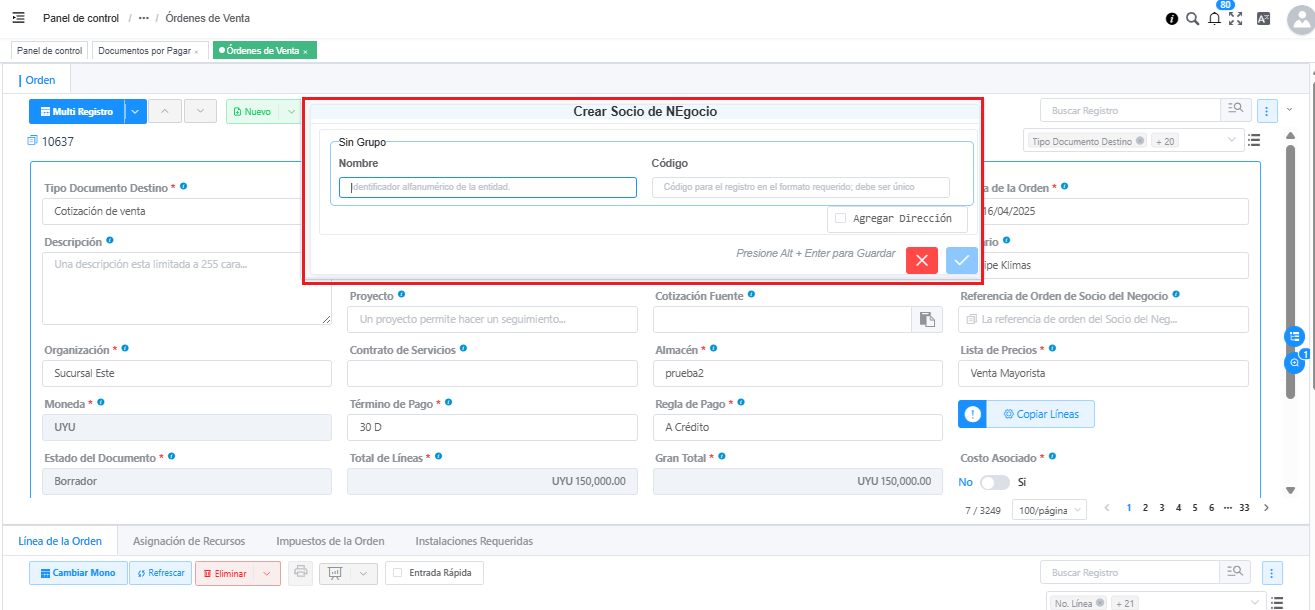 Panel de control / ··· / Órdenes de Venta
80
Panel de control
Documentos por Pagar ×
Órdenes de Venta ×
Orden
Multi Registro
Nuevo
Buscar Registro
10637
Tipo Documento Destino
+ 20
Crear Socio de NEgocio
Sin Grupo
Nombre
Código
Identificador alfanumérico de la entidad.
Código para el registro en el formato requerido; debe ser único
Agregar Dirección
Presione Alt + Enter para Guardar
Tipo Documento Destino *
a de la Orden *
Cotización de venta
16/04/2025
Descripción
ario
Una descripción esta limitada a 255 cara...
ipe Klimas
Proyecto
Cotización Fuente
Referencia de Orden de Socio del Negocio
Un proyecto permite hacer un seguimiento...
La referencia de orden del Socio del Neg...
Organización *
Contrato de Servicios
Almacén *
Lista de Precios *
1
Sucursal Este
prueba2
Venta Mayorista
Moneda *
Término de Pago *
Regla de Pago *
UYU
30 D
A Crédito
Copiar Líneas
Estado del Documento *
Total de Líneas *
Gran Total *
Costo Asociado *
Borrador
UYU 150,000.00
UYU 150,000.00
No
Si
7 / 3249
100/página
1 2 3 4 5 6 ··· 33
Línea de la Orden
Asignación de Recursos
Impuestos de la Orden
Instalaciones Requeridas
Cambiar Mono
Refrescar
Eliminar
Entrada Rápida
Buscar Registro
No. Línea
+ 21